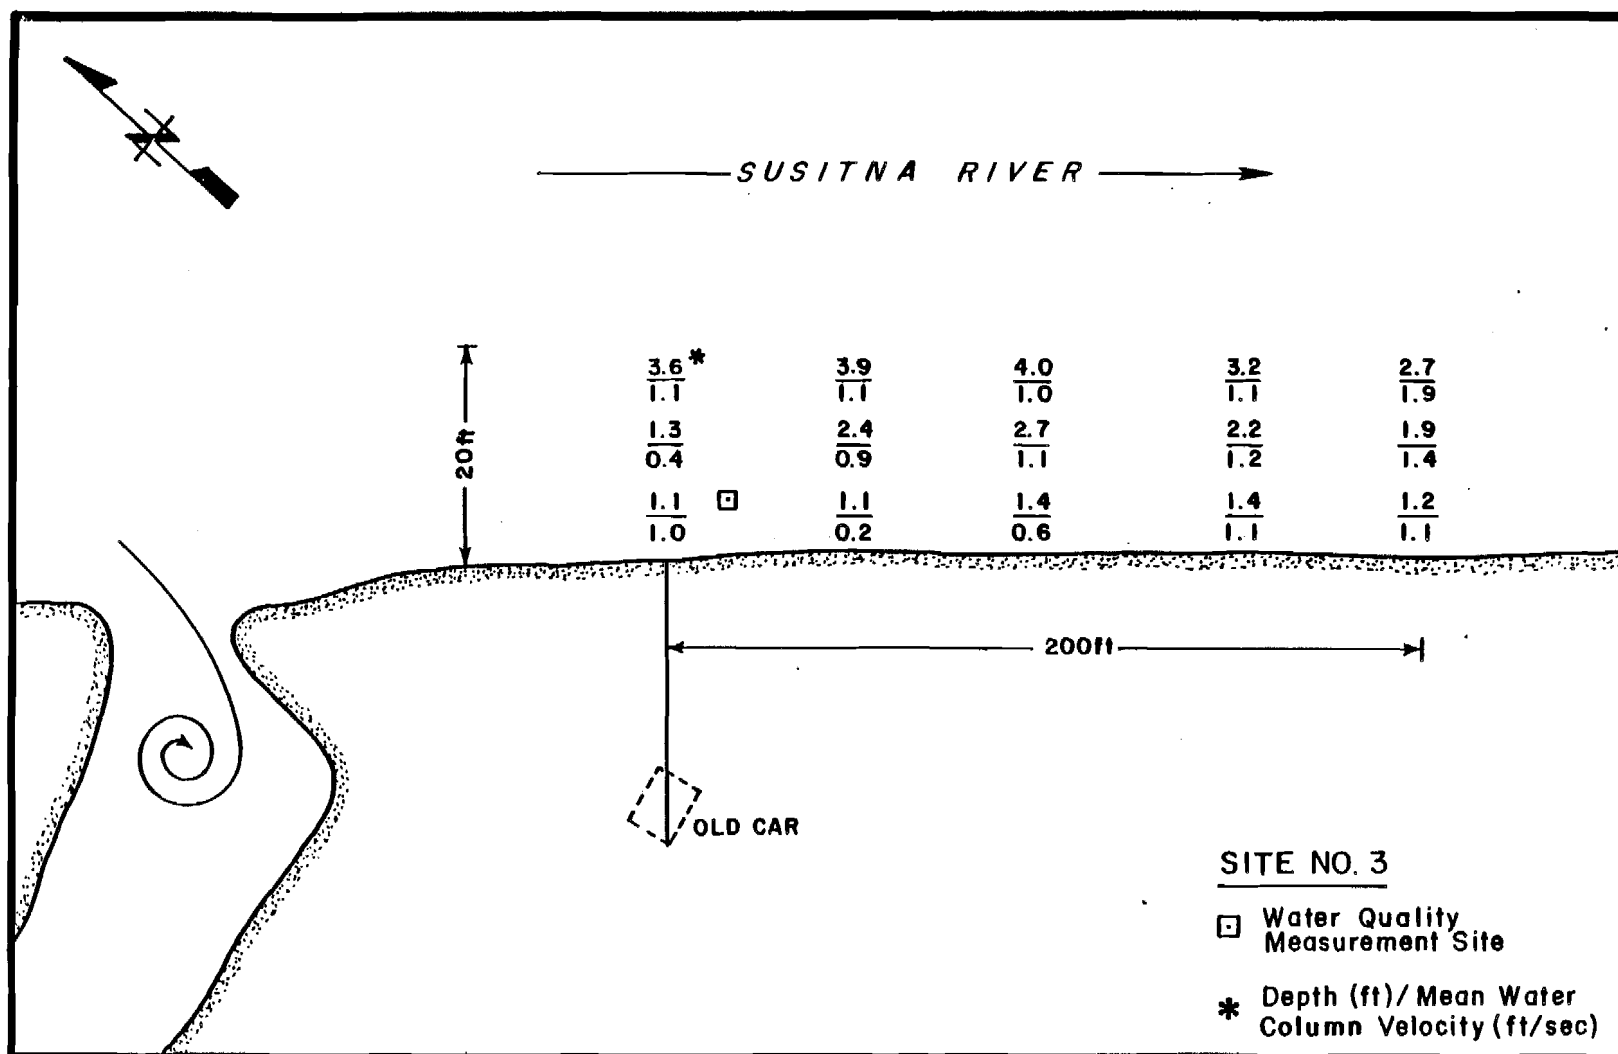 SUSITNA RIVER
3.6* 3.9 4.0 3.2 2.7
1.1 1.1 1.0 1.1 1.9
1.3 2.4 2.7 2.2 1.9
0.4 0.9 1.1 1.2 1.4
1.1 1.1 1.4 1.4 1.2
1.0 0.2 0.6 1.1 1.1
20ft
200ft
OLD CAR
SITE NO. 3
Water Quality
Measurement Site
* Depth (ft)/Mean Water
Column Velocity (ft/sec)